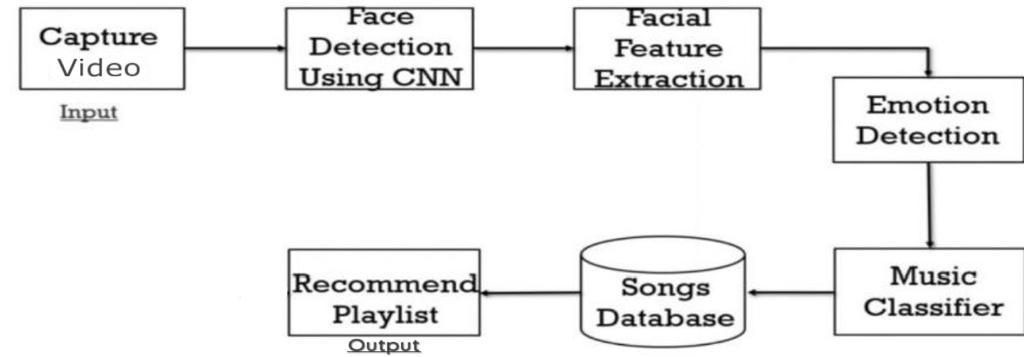 Capture
Video
Input
Face
Detection
Using CNN
Facial
Feature
Extraction
Emotion
Detection
Music
Classifier
Songs
Database
Recommend
Playlist
Output